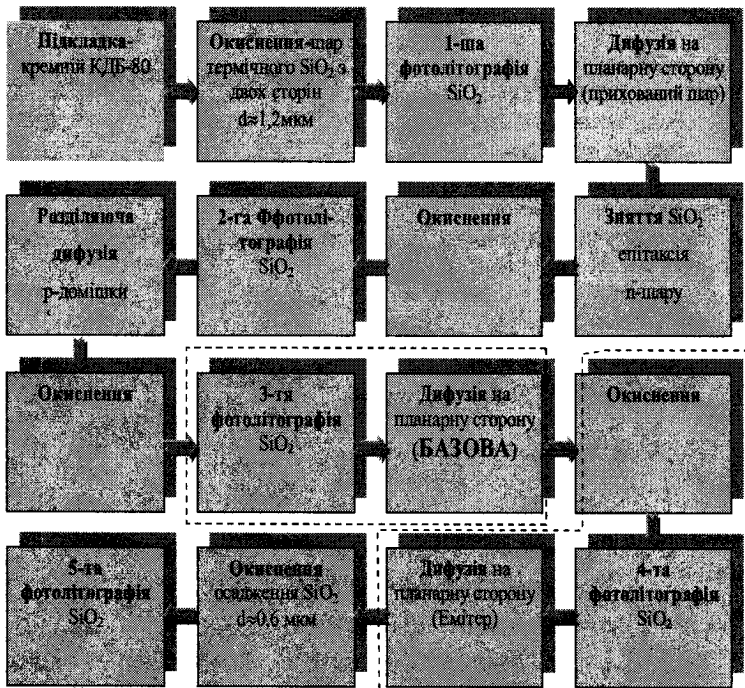 Підкладка-
кремній КДБ-80
Окиснення-шар
термічного SiO2 з
двох сторін
d≈1,2мкм
1-ша
фотолітографія
SiO2
Дифузія на
планарну сторону
(прихований шар)
Розділяюча
дифузія
p-домішки
2-га Ффотолі-
тографія
SiO2
Окиснення
Зняття SiO2
епітаксія
n-шару
Окиснення
3-тя
фотолітографія
SiO2
Дифузія на
планарну сторону
(БАЗОВА)
Окиснення
5-та
фотолітографія
SiO2
Окиснення
осадження SiO2
d≈0,6 мкм
Дифузія на
планарну сторону
(Емітер)
4-та
фотолітографія
SiO2